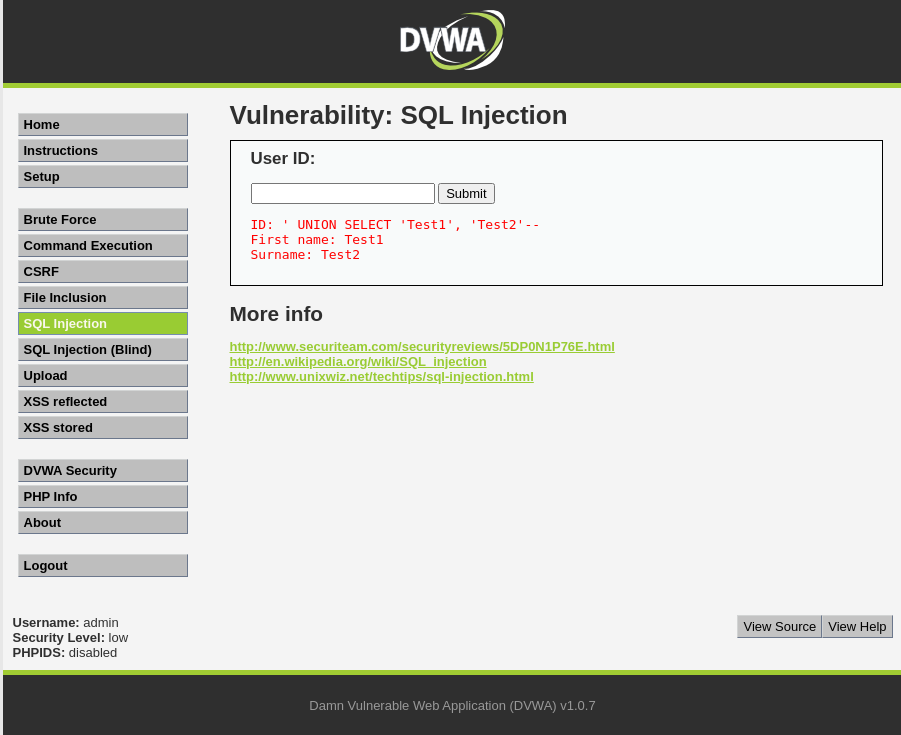 DVWA
Home
Instructions
Setup
Brute Force
Command Execution
CSRF
File Inclusion
SQL Injection
SQL Injection (Blind)
Upload
XSS reflected
XSS stored
DVWA Security
PHP Info
About
Logout
Vulnerability: SQL Injection
User ID:
Submit
ID: ' UNION SELECT 'Test1', 'Test2'--
First name: Test1
Surname: Test2
More info
http://www.securiteam.com/securityreviews/5DP0N1P76E.html
http://en.wikipedia.org/wiki/SQL_injection
http://www.unixwiz.net/techtips/sql-injection.html
Username: admin
Security Level: low
PHPIDS: disabled
View Source View Help
Damn Vulnerable Web Application (DVWA) v1.0.7